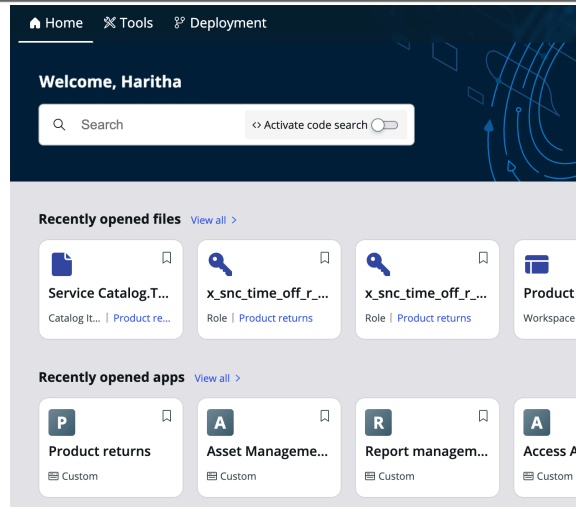 Home Tools Deployment
Welcome, Haritha
Search <> Activate code search
Recently opened files View all >
Service Catalog.T... x_snc_time_off_r_... x_snc_time_off_r_... Product
Catalog It... | Product re... Role | Product returns Role | Product returns Workspace
Recently opened apps View all >
P A R A
Product returns Asset Manageme... Report managem... Access A
Custom Custom Custom Custom